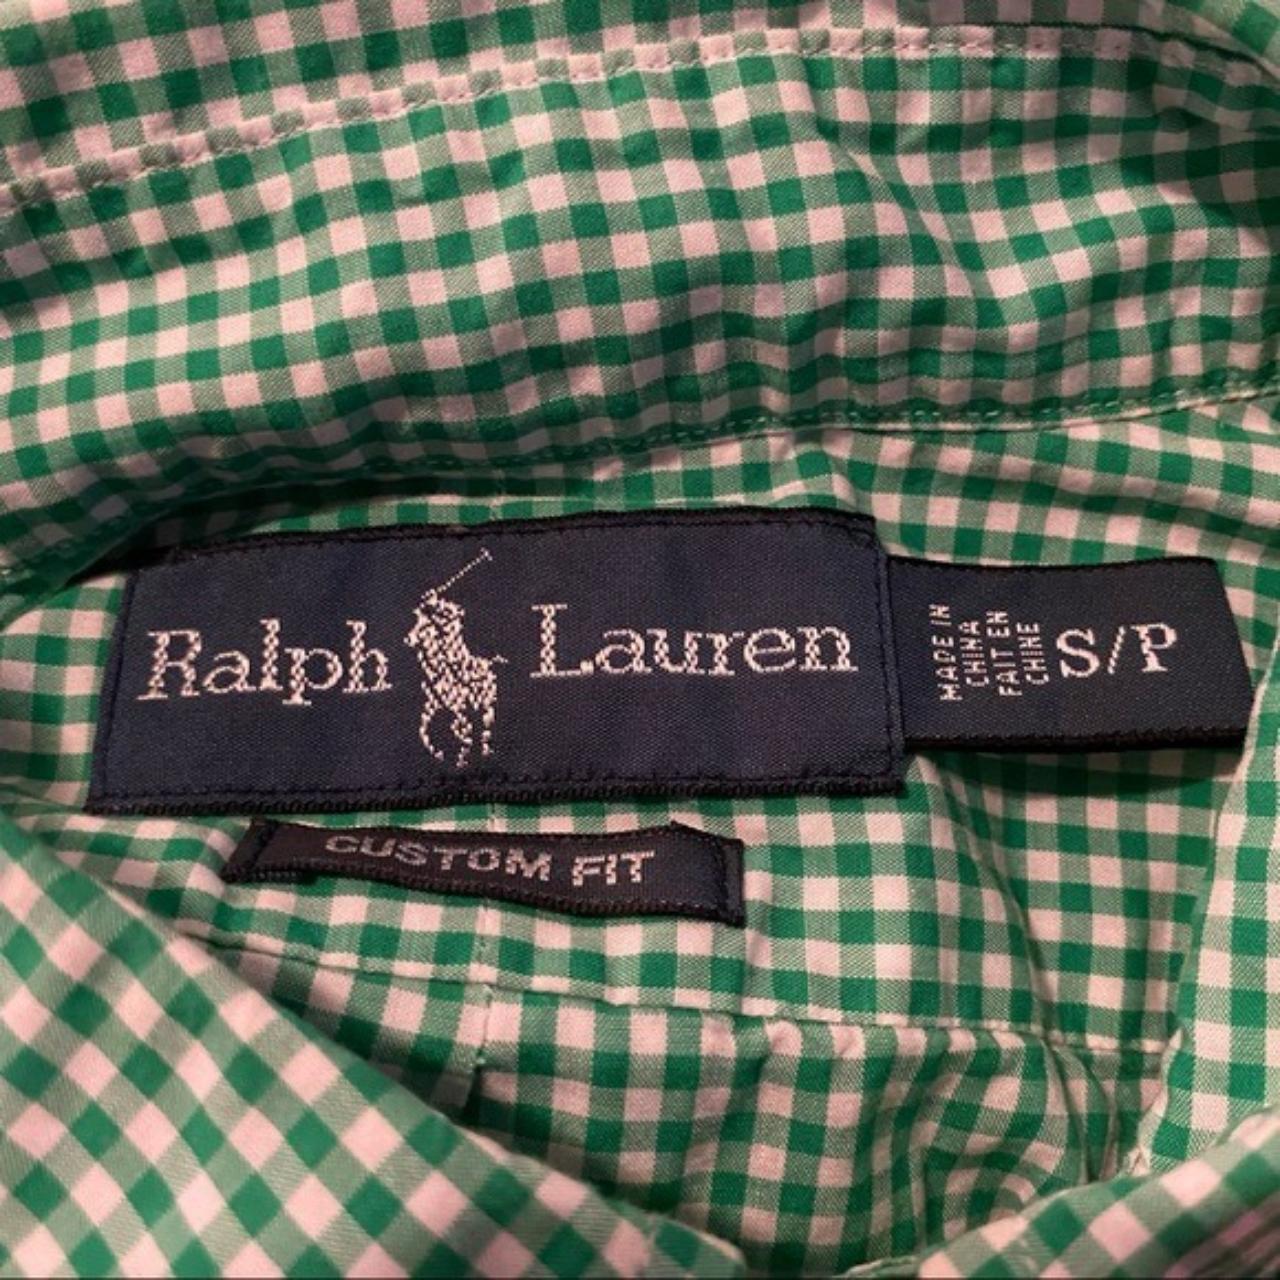 Ralph Lauren
MADE IN
CHINA
FAIT EN
CHINE
S/P
CUSTOM FIT